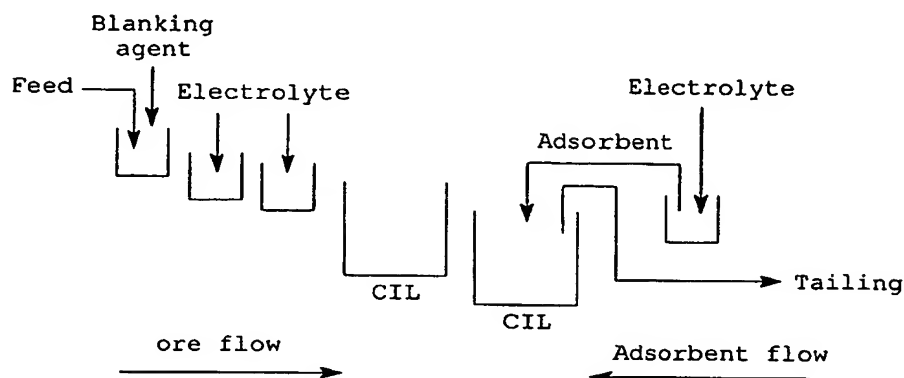 Blanking
agent
Feed
Electrolyte
Electrolyte
Adsorbent
CIL
CIL
Tailing
ore flow
Adsorbent flow